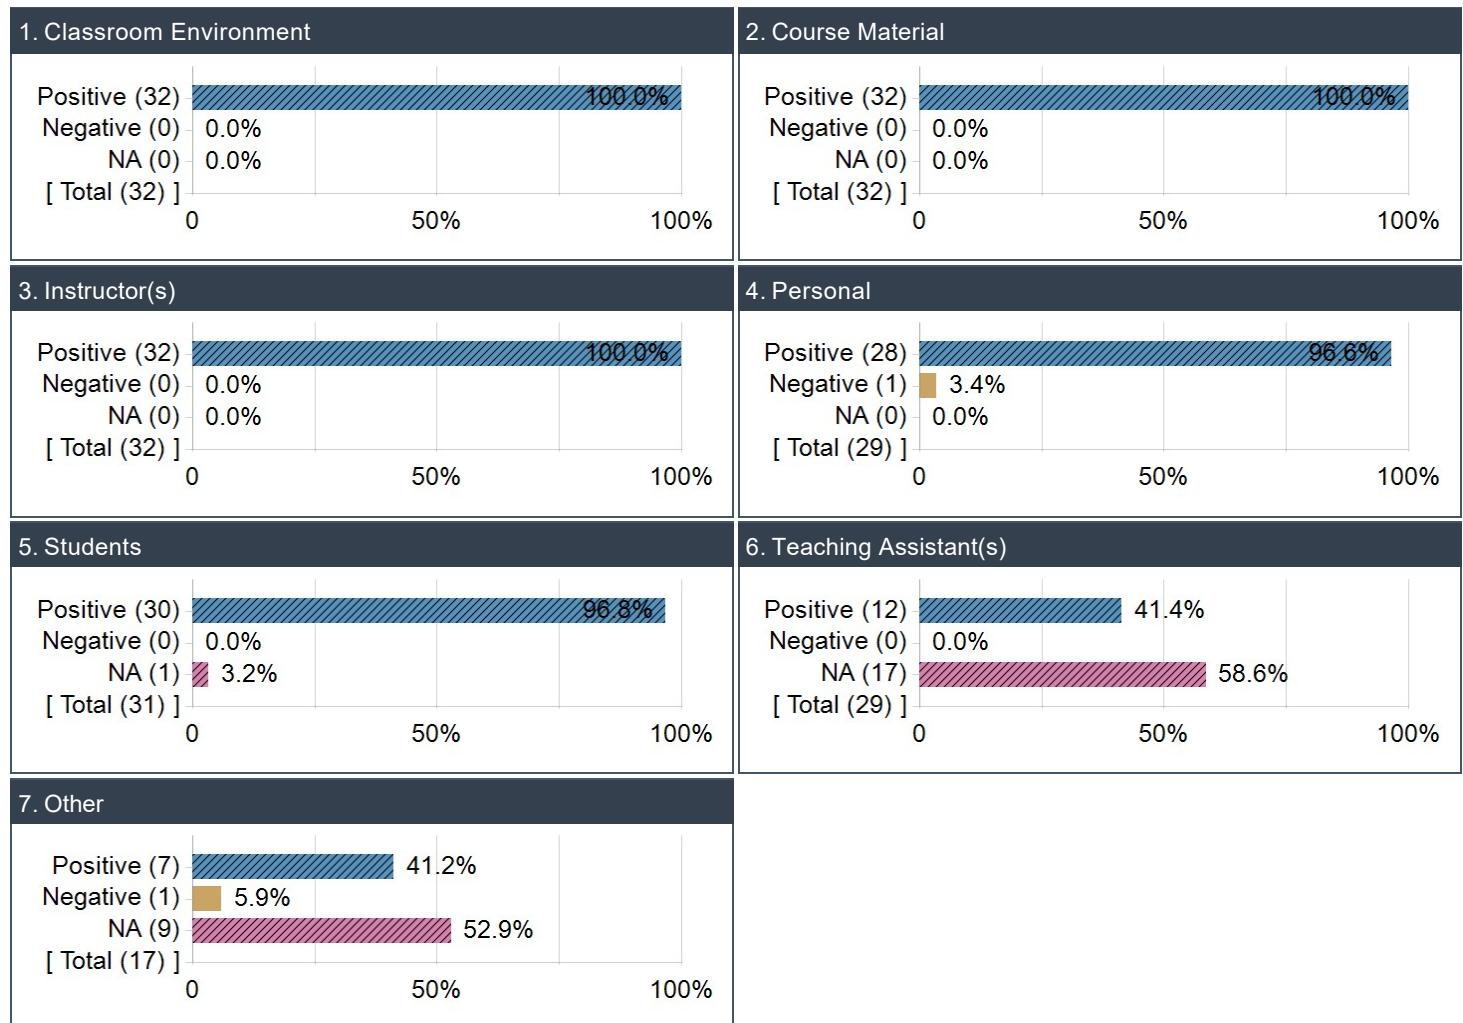 1. Classroom Environment
Positive (32) 100.0%
Negative (0) 0.0%
NA (0) 0.0%
[ Total (32) ]
0 50% 100%
2. Course Material
Positive (32) 100.0%
Negative (0) 0.0%
NA (0) 0.0%
[ Total (32) ]
0 50% 100%
3. Instructor(s)
Positive (32) 100.0%
Negative (0) 0.0%
NA (0) 0.0%
[ Total (32) ]
0 50% 100%
4. Personal
Positive (28) 96.6%
Negative (1) 3.4%
NA (0) 0.0%
[ Total (29) ]
0 50% 100%
5. Students
Positive (30) 96.8%
Negative (0) 0.0%
NA (1) 3.2%
[ Total (31) ]
0 50% 100%
6. Teaching Assistant(s)
Positive (12) 41.4%
Negative (0) 0.0%
NA (17) 58.6%
[ Total (29) ]
0 50% 100%
7. Other
Positive (7) 41.2%
Negative (1) 5.9%
NA (9) 52.9%
[ Total (17) ]
0 50% 100%